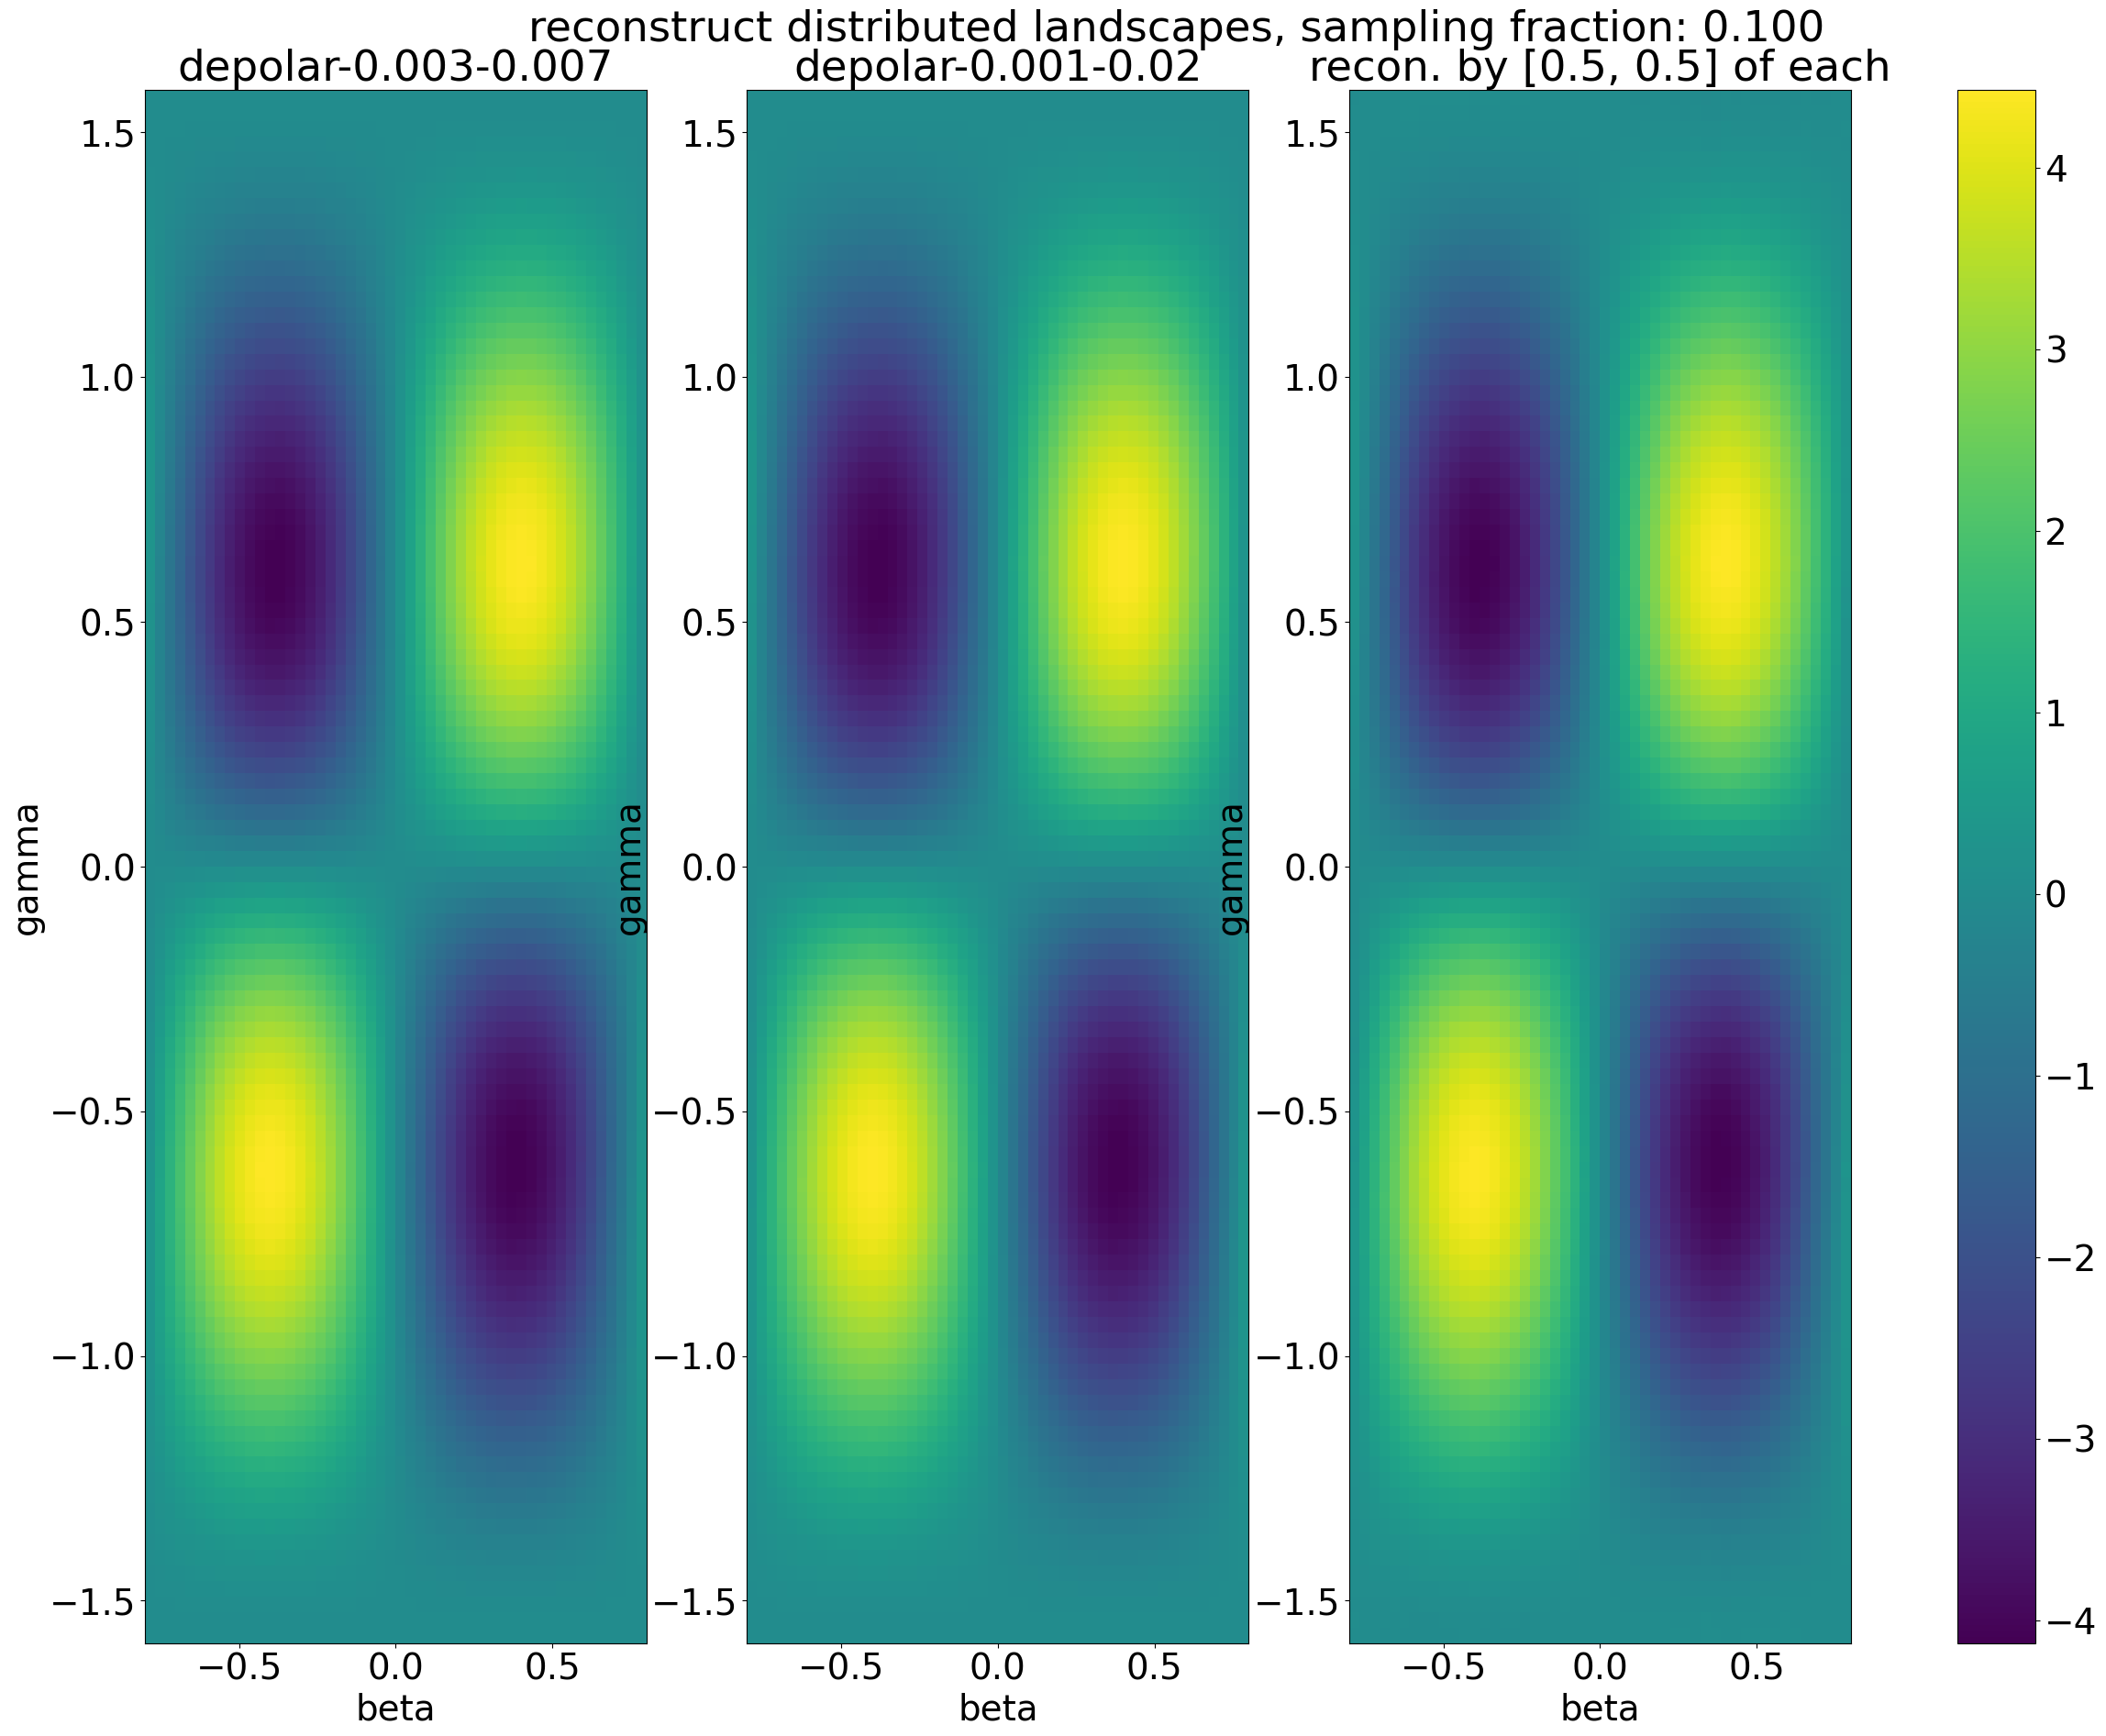 reconstruct distributed landscapes, sampling fraction: 0.100
depolar-0.003-0.007
depolar-0.001-0.02
recon. by [0.5, 0.5] of each
1.5
1.0
0.5
0.0
−0.5
−1.0
−1.5
gamma
−0.5 0.0 0.5
beta
1.5
1.0
0.5
0.0
−0.5
−1.0
−1.5
gamma
−0.5 0.0 0.5
beta
1.5
1.0
0.5
0.0
−0.5
−1.0
−1.5
gamma
−0.5 0.0 0.5
beta
4
3
2
1
0
−1
−2
−3
−4